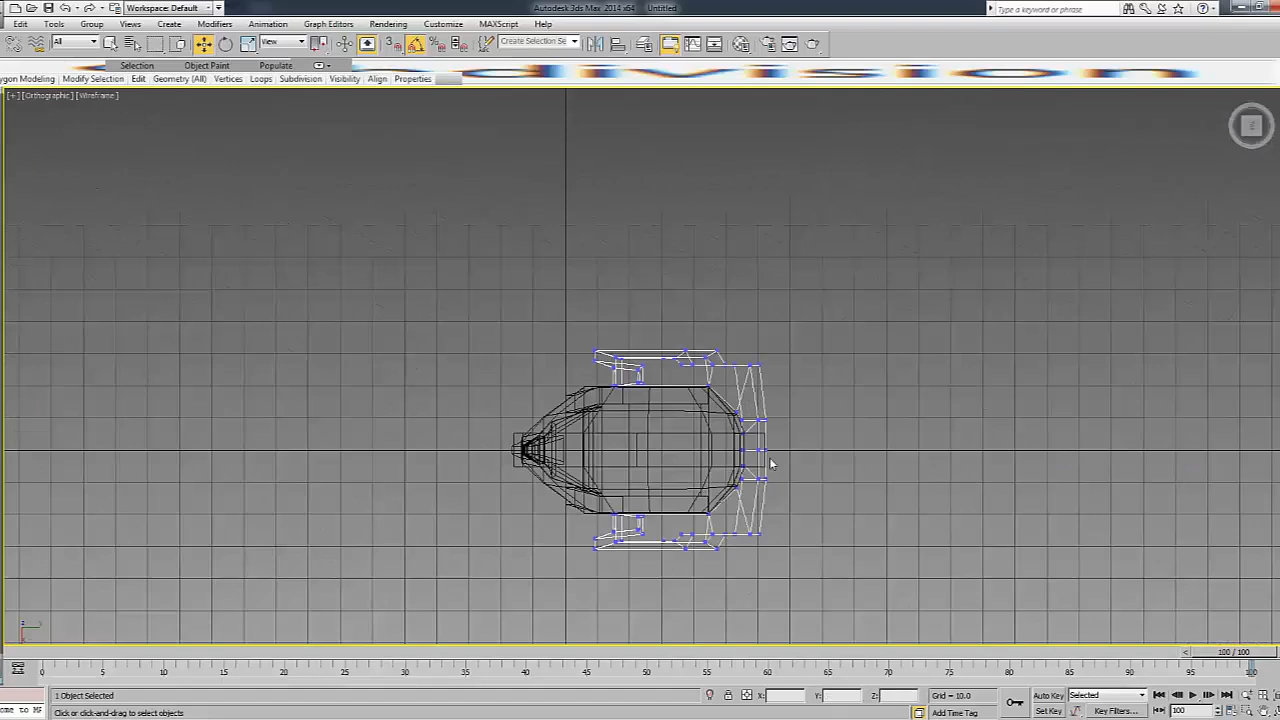 Workspace: Default
Autodesk 3ds Max 2014 x64 Untitled
Type a keyword or phrase
Edit Tools Group Views Create Modifiers Animation Graph Editors Rendering Customize MAXScript Help
All View Create Selection Se
Selection Object Paint Populate
ygon Modeling Modify Selection Edit Geometry (All) Vertices Loops Subdivision Visibility Align Properties
[+] [Orthographic] [Wireframe]
100 / 100
0 5 10 15 20 25 30 35 40 45 50 55 60 65 70 75 80 85 90 95 100
1 Object Selected X: Y: Z: Grid = 10.0 Auto Key Selected
ome to MF Click or click-and-drag to select objects Add Time Tag Set Key Key Filters... 100